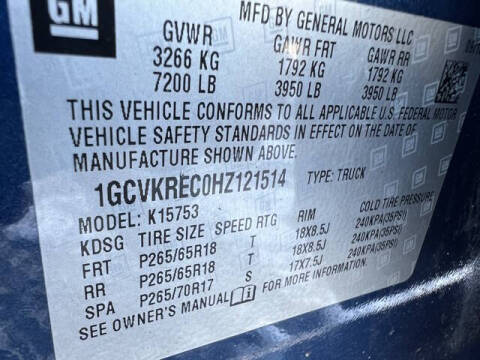 GM
MFD BY GENERAL MOTORS LLC
GVWR GAWR FRT GAWR RR
3266 KG 1792 KG 1792 KG
7200 LB 3950 LB 3950 LB
THIS VEHICLE CONFORMS TO ALL APPLICABLE U.S. FEDERAL MOTOR
VEHICLE SAFETY STANDARDS IN EFFECT ON THE DATE OF
MANUFACTURE SHOWN ABOVE.
1GCVKREC0HZ121514 TYPE: TRUCK
MODEL: K15753
KDSG TIRE SIZE SPEED RTG RIM COLD TIRE PRESSURE
FRT P265/65R18 T 18X8.5J 240KPA(35PSI)
RR P265/65R18 T 18X8.5J 240KPA(35PSI)
SPA P265/70R17 S 17X7.5J 240KPA(35PSI)
SEE OWNER'S MANUAL FOR MORE INFORMATION.